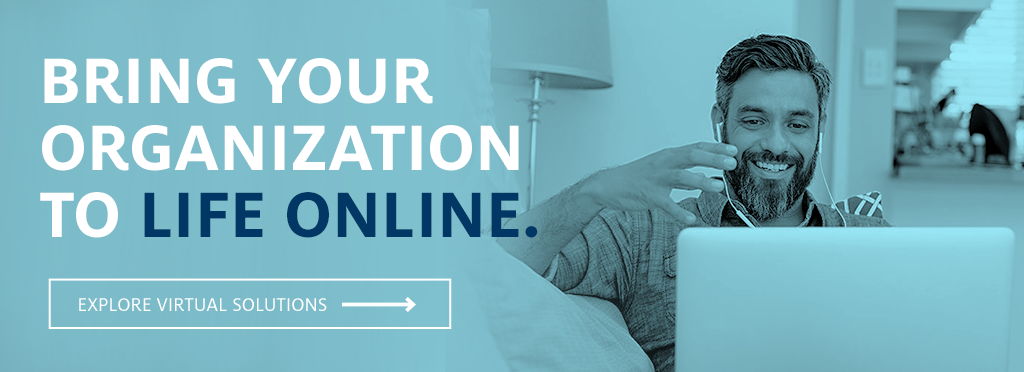 BRING YOUR
ORGANIZATION
TO LIFE ONLINE.
EXPLORE VIRTUAL SOLUTIONS